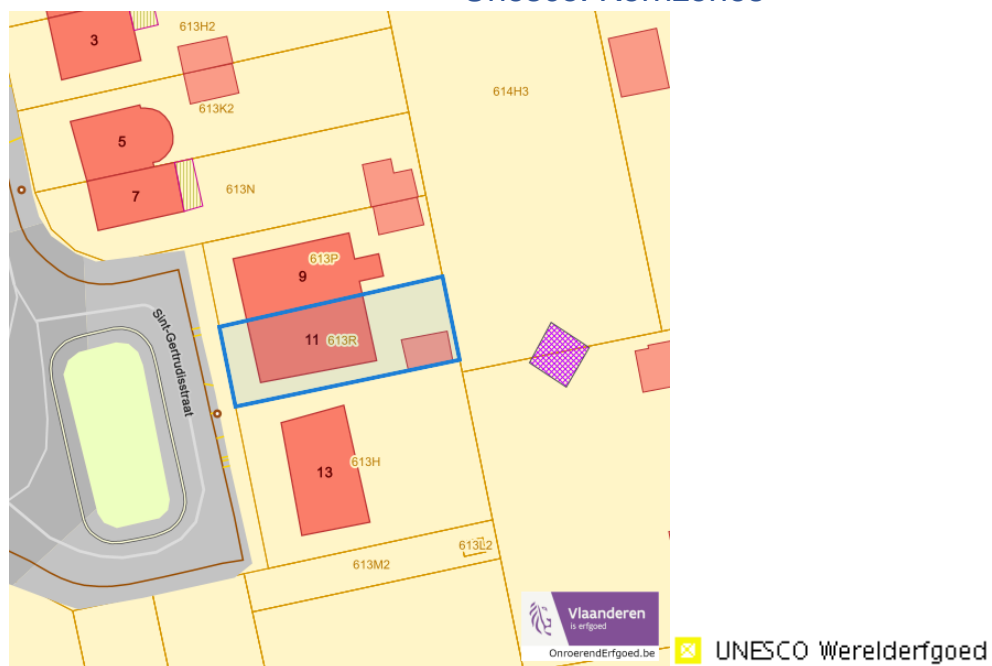 3
613H2
614H3
613K2
5
7
613N
613P
9
Sint-Gertrudisstraat
11
613R
13
613H
613L2
613M2
Vlaanderen
is erfgoed
OnroerendErfgoed.be
UNESCO Werelderfgoed